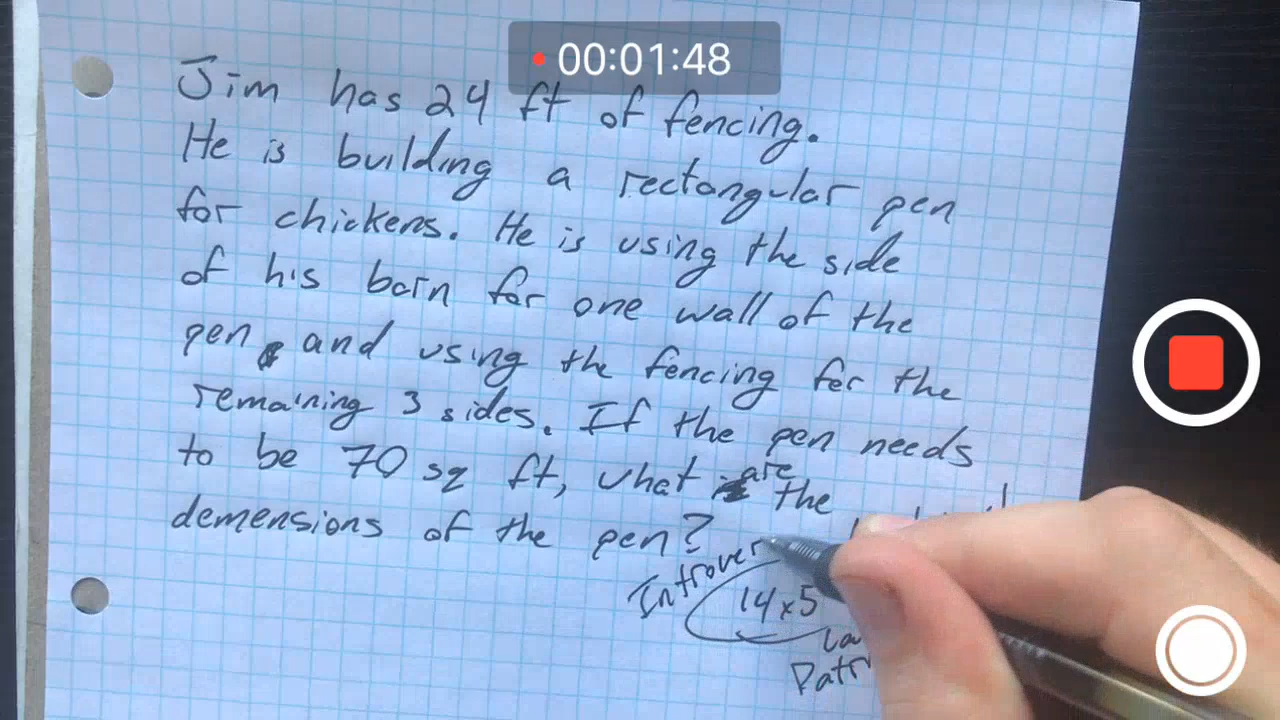 00:01:48
Jim has 24 ft of fencing.
He is building a rectangular pen
for chickens. He is using the side
of his barn for one wall of the
pen, and using the fencing for the
remaining 3 sides. If the pen needs
to be 70 sq ft, what are the
demensions of the pen?
Introver
14x5